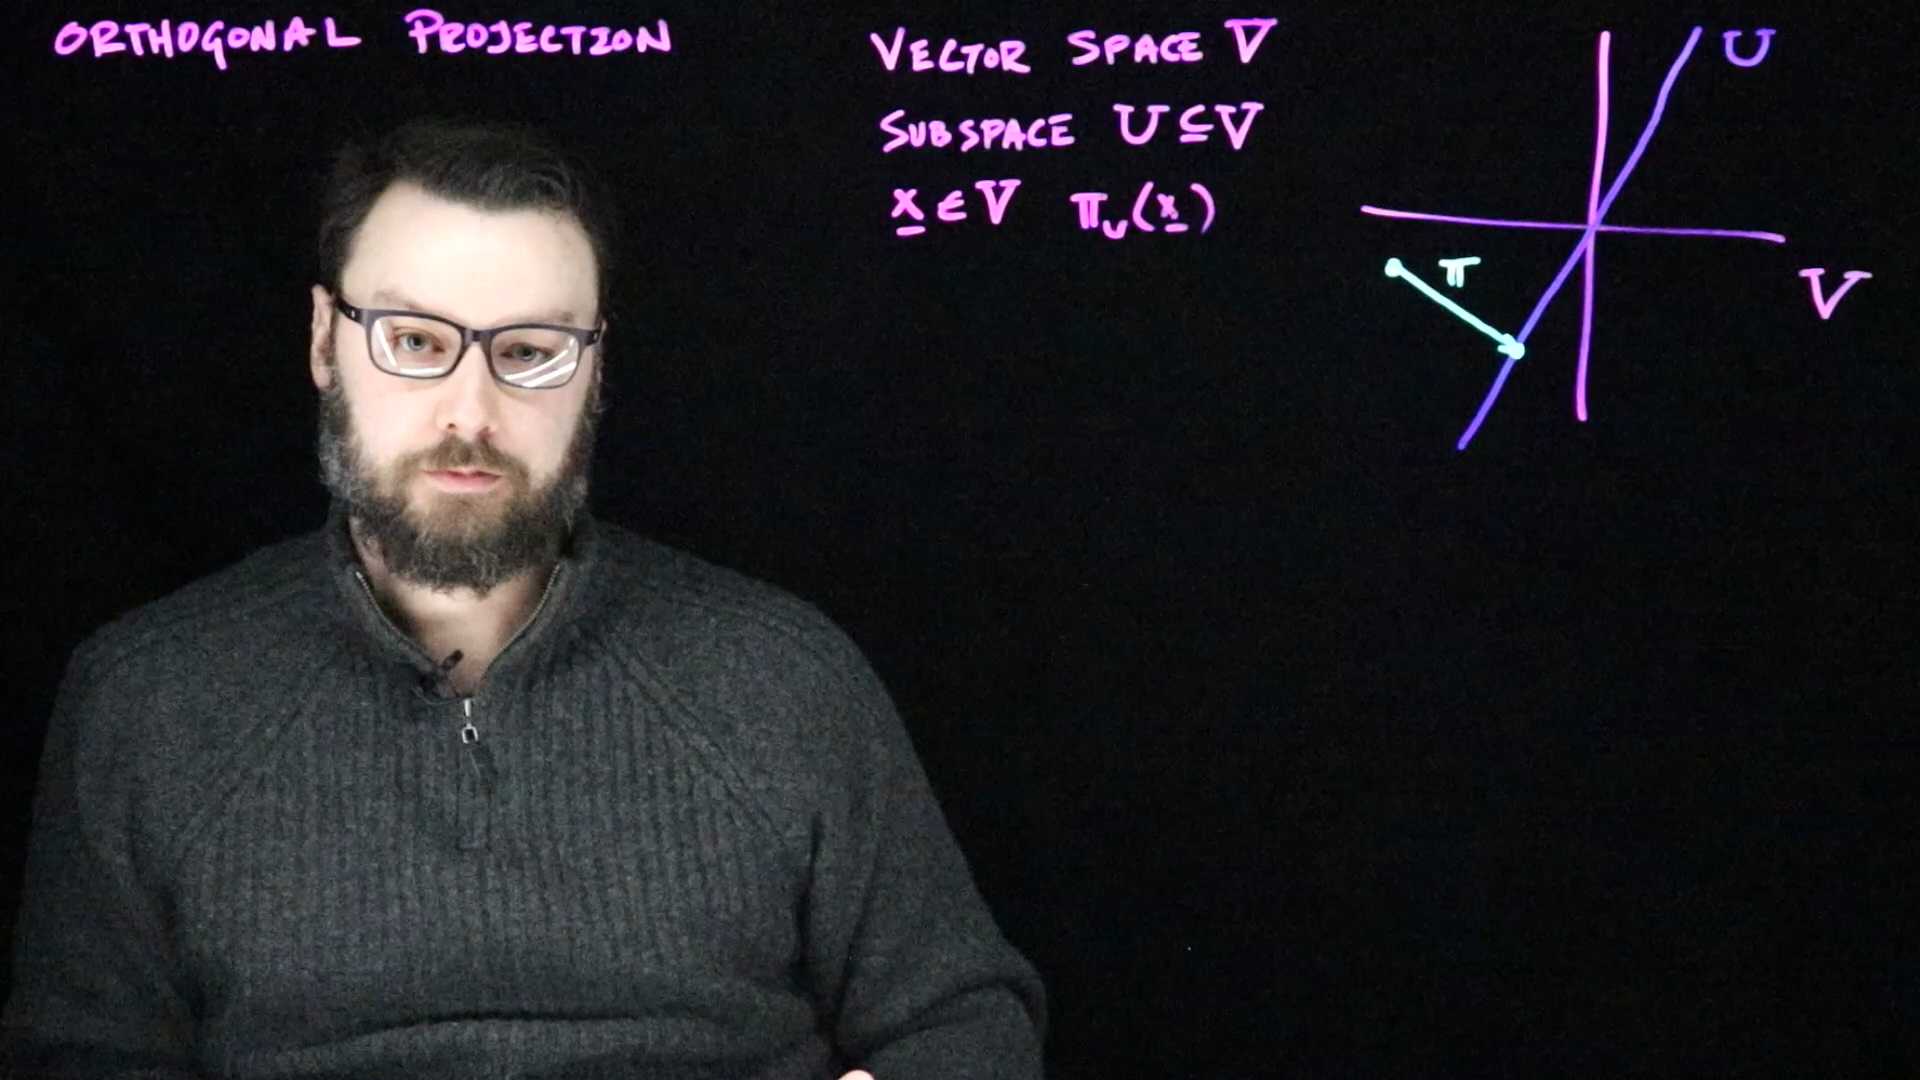 ORTHOGONAL PROJECTION
VECTOR SPACE V
SUBSPACE U ⊆ V
x ∈ V π_U(x)
U
π
V